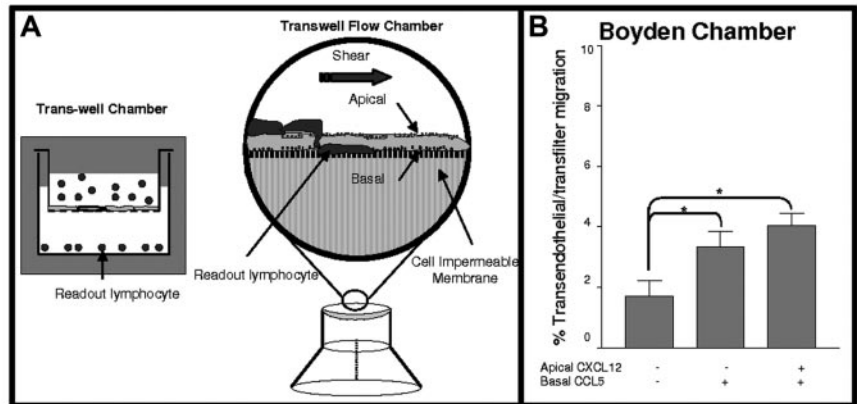 A
Transwell Flow Chamber
Shear
Apical
Trans-well Chamber
Basal
Readout lymphocyte
Readout lymphocyte
Cell Impermeable
Membrane
B
Boyden Chamber
% Transendothelial/transfilter migration
10
8
6
4
2
0
*
*
Apical CXCL12 - - +
Basal CCL5 - + +